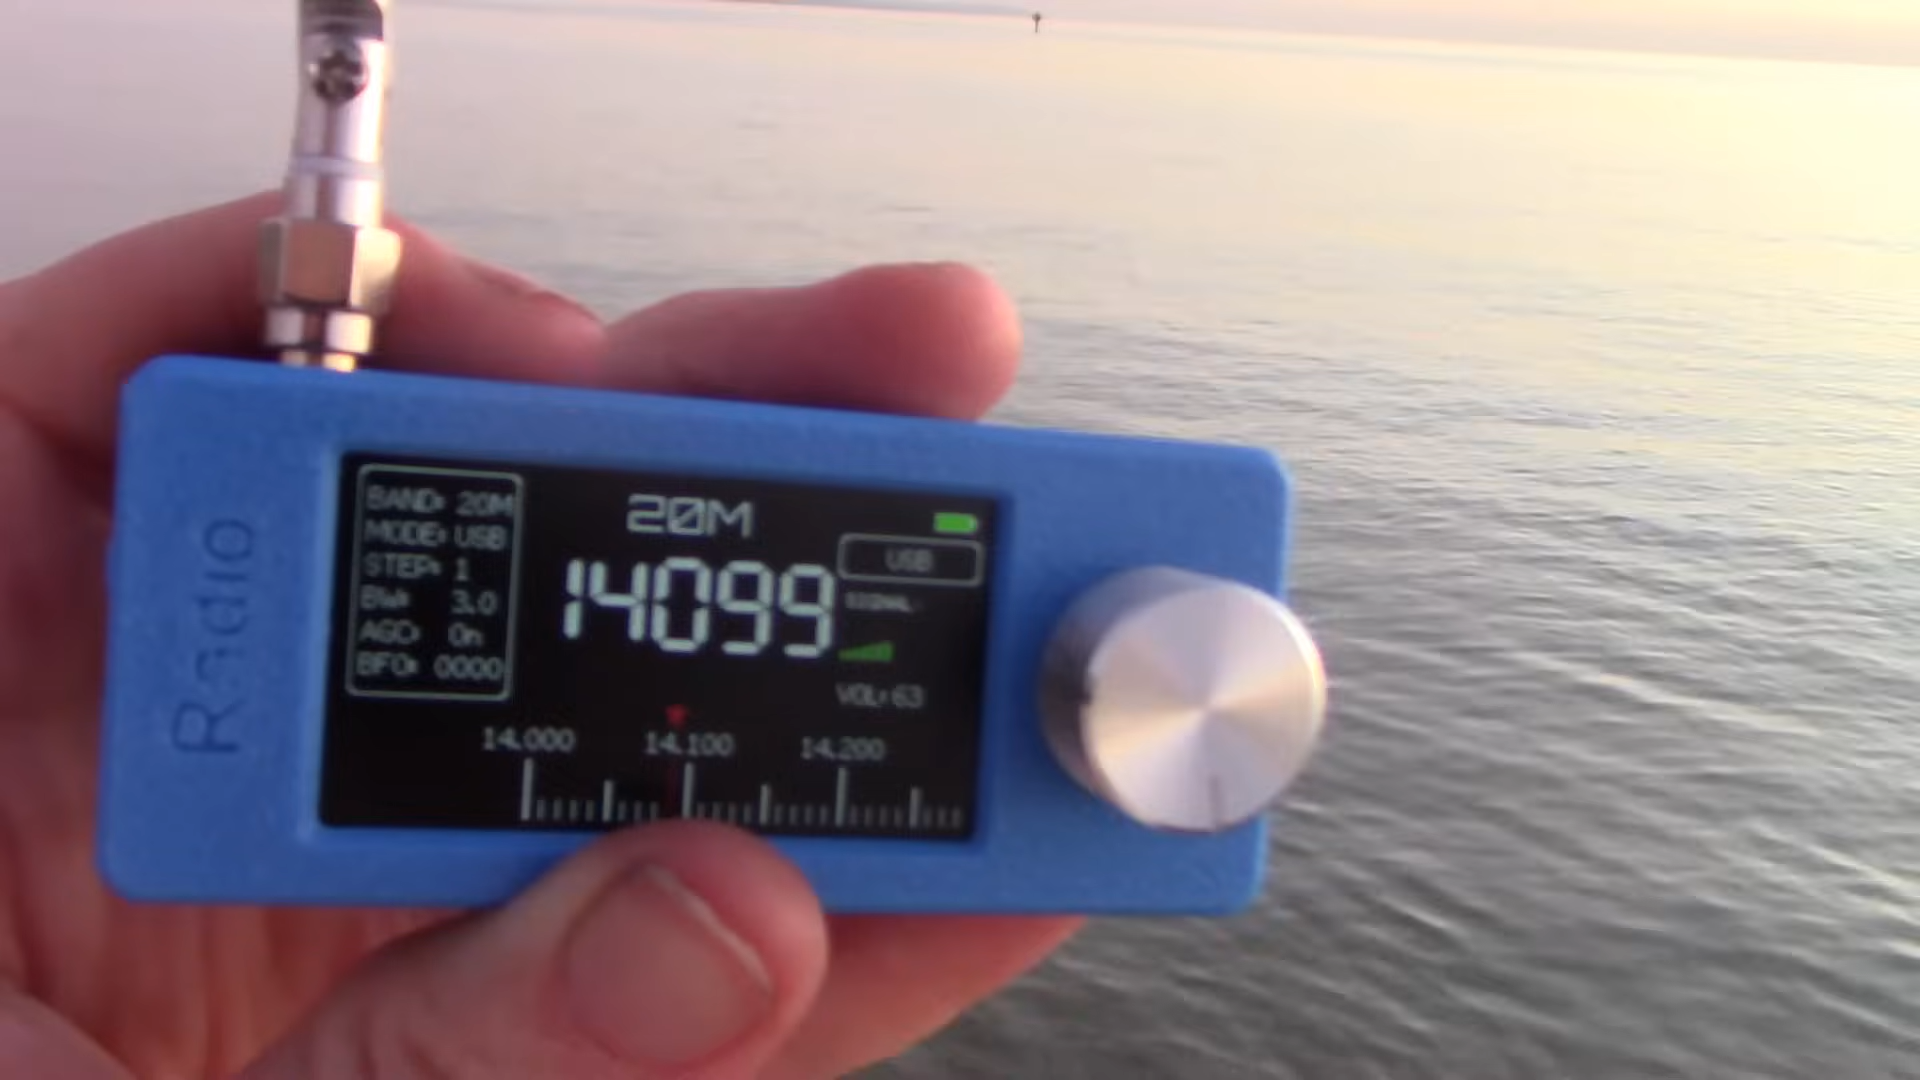 Radio
BAND: 20M
MODE: USB
STEP: 1
BW: 3.0
AGC: On
BFO: 0000
20M
14099
USB
SIGNAL
VOL: 63
14.000 14.100 14.200